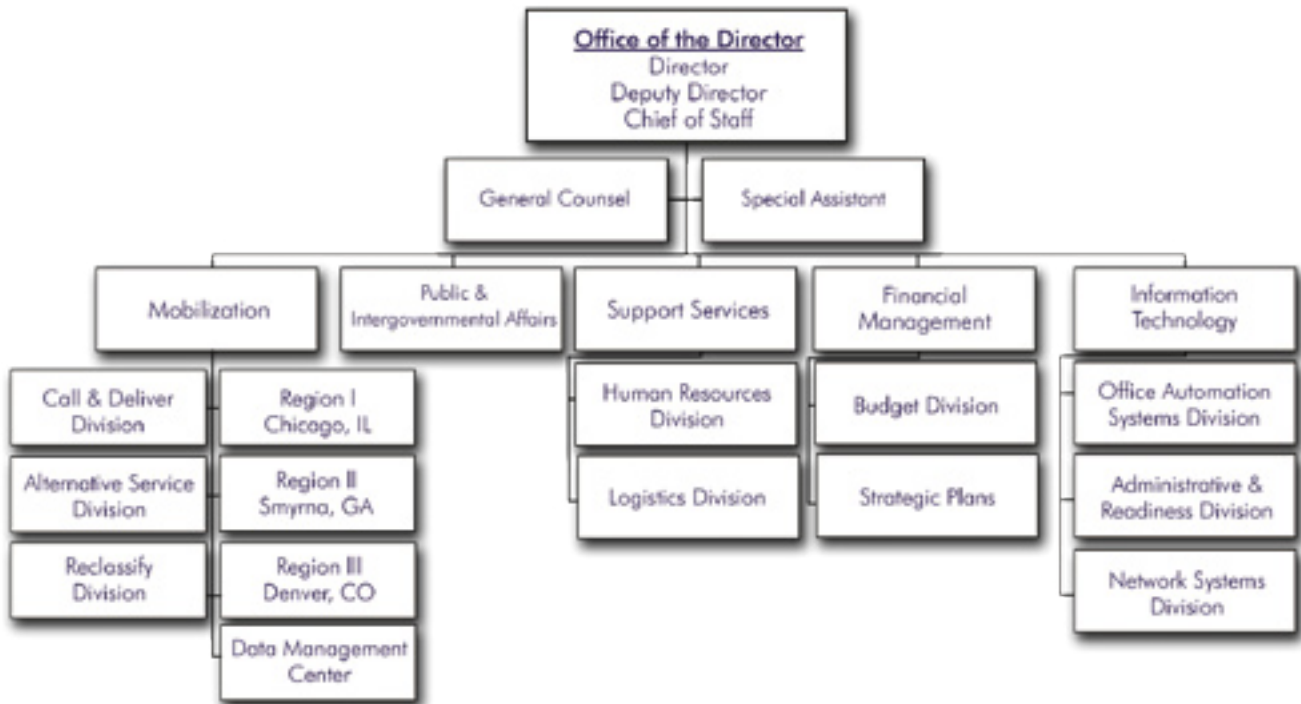 Office of the Director
Director
Deputy Director
Chief of Staff
General Counsel
Special Assistant
Mobilization
Public &
Intergovernmental Affairs
Support Services
Financial
Management
Information
Technology
Call & Deliver
Division
Region I
Chicago, IL
Human Resources
Division
Budget Division
Office Automation
Systems Division
Alternative Service
Division
Region II
Smyrna, GA
Logistics Division
Strategic Plans
Administrative &
Readiness Division
Reclassify
Division
Region III
Denver, CO
Network Systems
Division
Data Management
Center